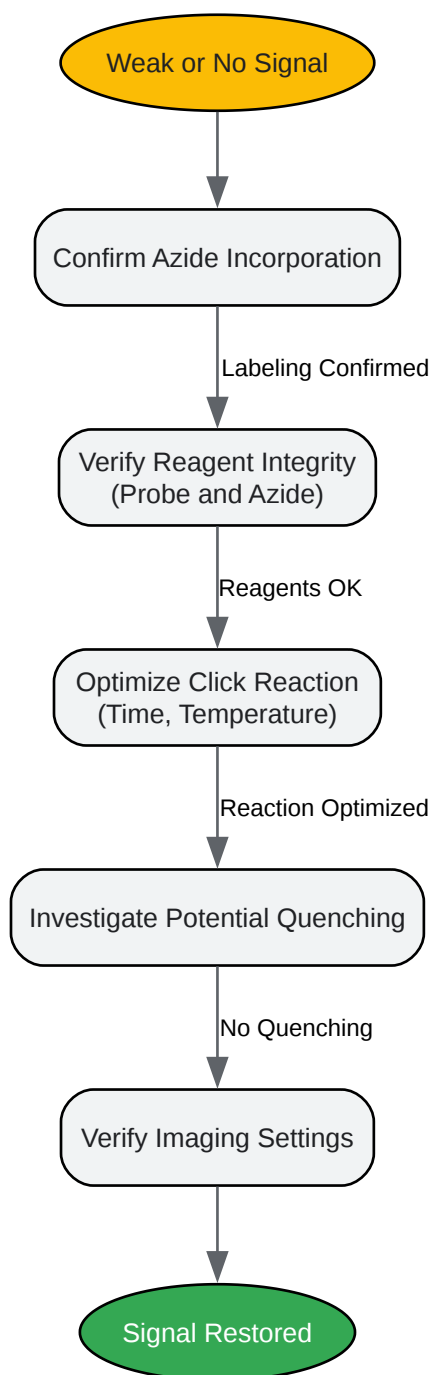 Weak or No Signal
Confirm Azide Incorporation
Labeling Confirmed
Verify Reagent Integrity
(Probe and Azide)
Reagents OK
Optimize Click Reaction
(Time, Temperature)
Reaction Optimized
Investigate Potential Quenching
No Quenching
Verify Imaging Settings
Signal Restored